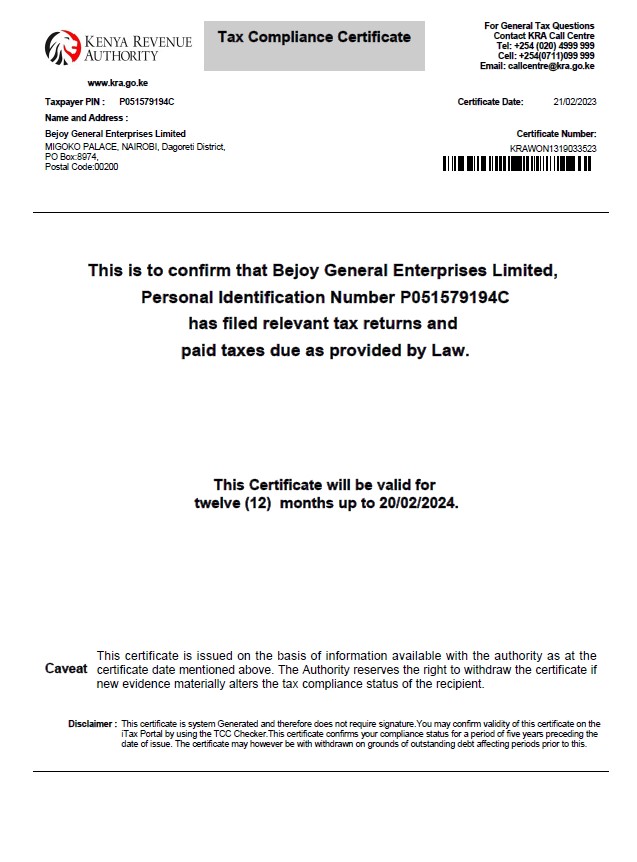 KENYA REVENUE
AUTHORITY
www.kra.go.ke
Tax Compliance Certificate
For General Tax Questions
Contact KRA Call Centre
Tel: +254 (020) 4999 999
Cell: +254(0711)099 999
Email: callcentre@kra.go.ke
Taxpayer PIN : P051579194C
Certificate Date: 21/02/2023
Name and Address :
Bejoy General Enterprises Limited
MIGOKO PALACE, NAIROBI, Dagoreti District,
PO Box:8974,
Postal Code:00200
Certificate Number:
KRAWON1319033523
This is to confirm that Bejoy General Enterprises Limited,
Personal Identification Number P051579194C
has filed relevant tax returns and
paid taxes due as provided by Law.
This Certificate will be valid for
twelve (12) months up to 20/02/2024.
Caveat
This certificate is issued on the basis of information available with the authority as at the
certificate date mentioned above. The Authority reserves the right to withdraw the certificate if
new evidence materially alters the tax compliance status of the recipient.
Disclaimer : This certificate is system Generated and therefore does not require signature.You may confirm validity of this certificate on the
iTax Portal by using the TCC Checker.This certificate confirms your compliance status for a period of five years preceding the
date of issue. The certificate may however be with withdrawn on grounds of outstanding debt affecting periods prior to this.